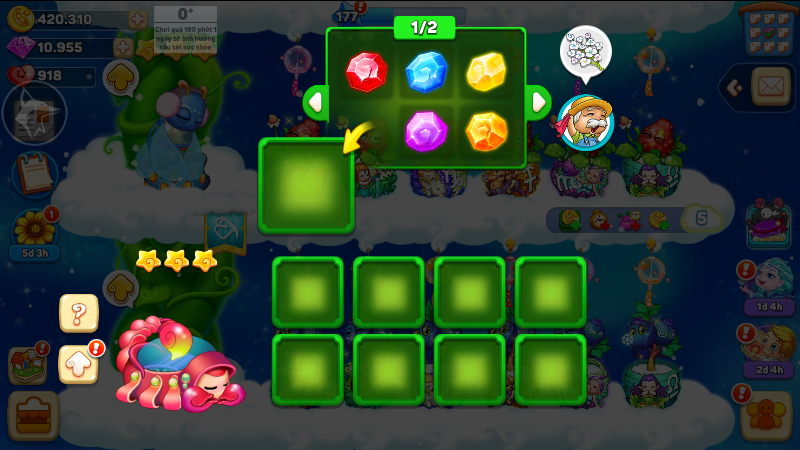 420.310
10.955
918
0+
Chơi quá 180 phút 1
ngày sẽ ảnh hưởng
xấu tới sức khỏe
177
1/2
5
1
5d 3h
?
1d 4h
2d 4h